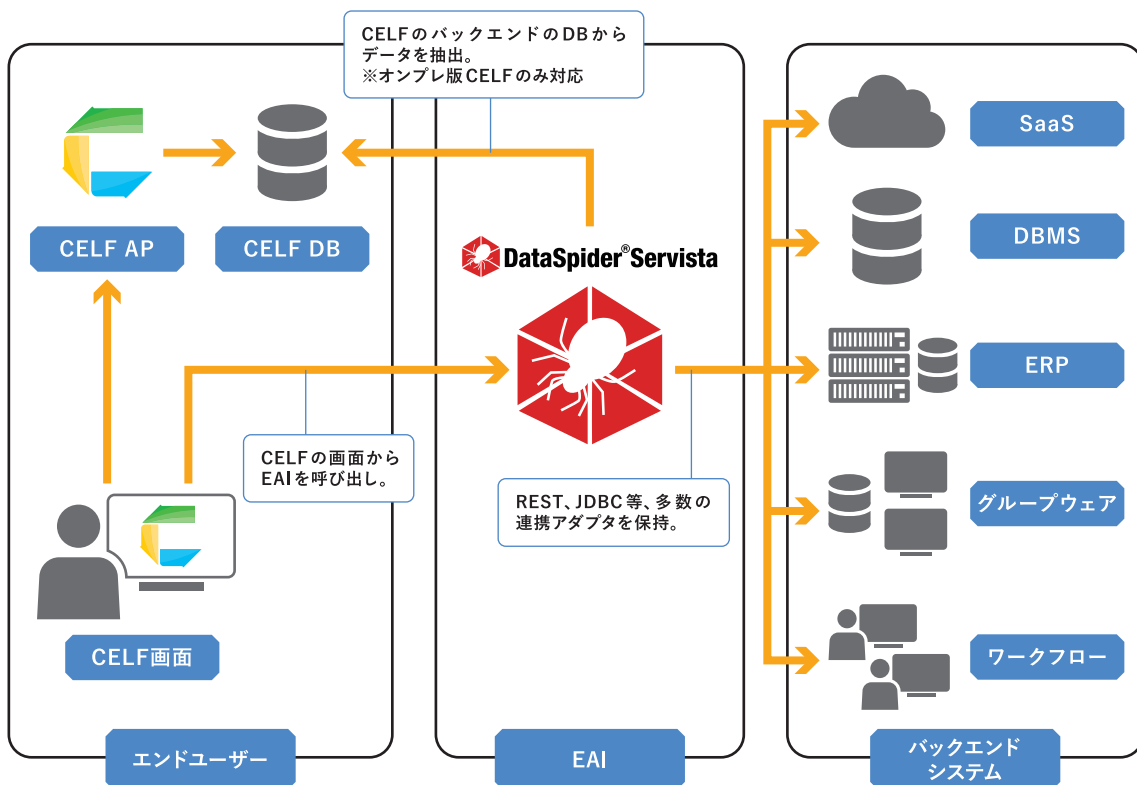 CELFのバックエンドのDBから
データを抽出。
※オンプレ版CELFのみ対応
CELF AP
CELF DB
DataSpider®Servista
CELFの画面から
EAIを呼び出し。
REST、JDBC等、多数の
連携アダプタを保持。
CELF画面
エンドユーザー
EAI
SaaS
DBMS
ERP
グループウェア
ワークフロー
バックエンド
システム